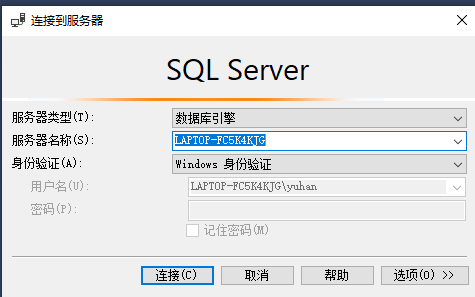 连接到服务器
SQL Server
服务器类型(T): 数据库引擎
服务器名称(S): LAPTOP-FC5K4KJG
身份验证(A): Windows 身份验证
用户名(U): LAPTOP-FC5K4KJG\yuhan
密码(P):
记住密码(M)
连接(C) 取消 帮助 选项(O) >>